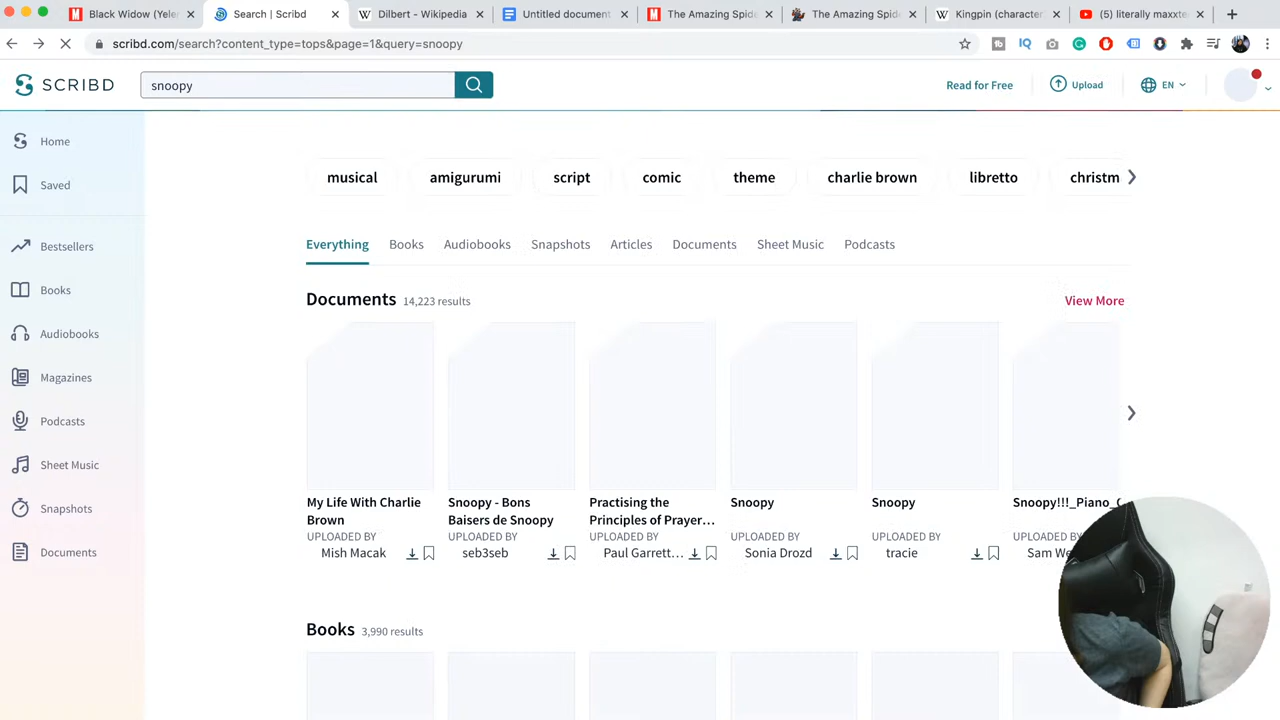 Black Widow (Yeler
Search | Scribd
Dilbert - Wikipedia
Untitled document
The Amazing Spid
The Amazing Spid
Kingpin (character
(5) literally maxxte
scribd.com/search?content_type=tops&page=1&query=snoopy
SCRIBD
snoopy
Read for Free
Upload
EN
Home
Saved
Bestsellers
Books
Audiobooks
Magazines
Podcasts
Sheet Music
Snapshots
Documents
musical
amigurumi
script
comic
theme
charlie brown
libretto
christm
Everything
Books
Audiobooks
Snapshots
Articles
Documents
Sheet Music
Podcasts
Documents 14,223 results
View More
My Life With Charlie
Brown
UPLOADED BY
Mish Macak
Snoopy - Bons
Baisers de Snoopy
UPLOADED BY
seb3seb
Practising the
Principles of Prayer...
UPLOADED BY
Paul Garrett...
Snoopy
UPLOADED BY
Sonia Drozd
Snoopy
UPLOADED BY
tracie
Snoopy!!!_Piano_C
UPLOADED BY
Sam We
Books 3,990 results